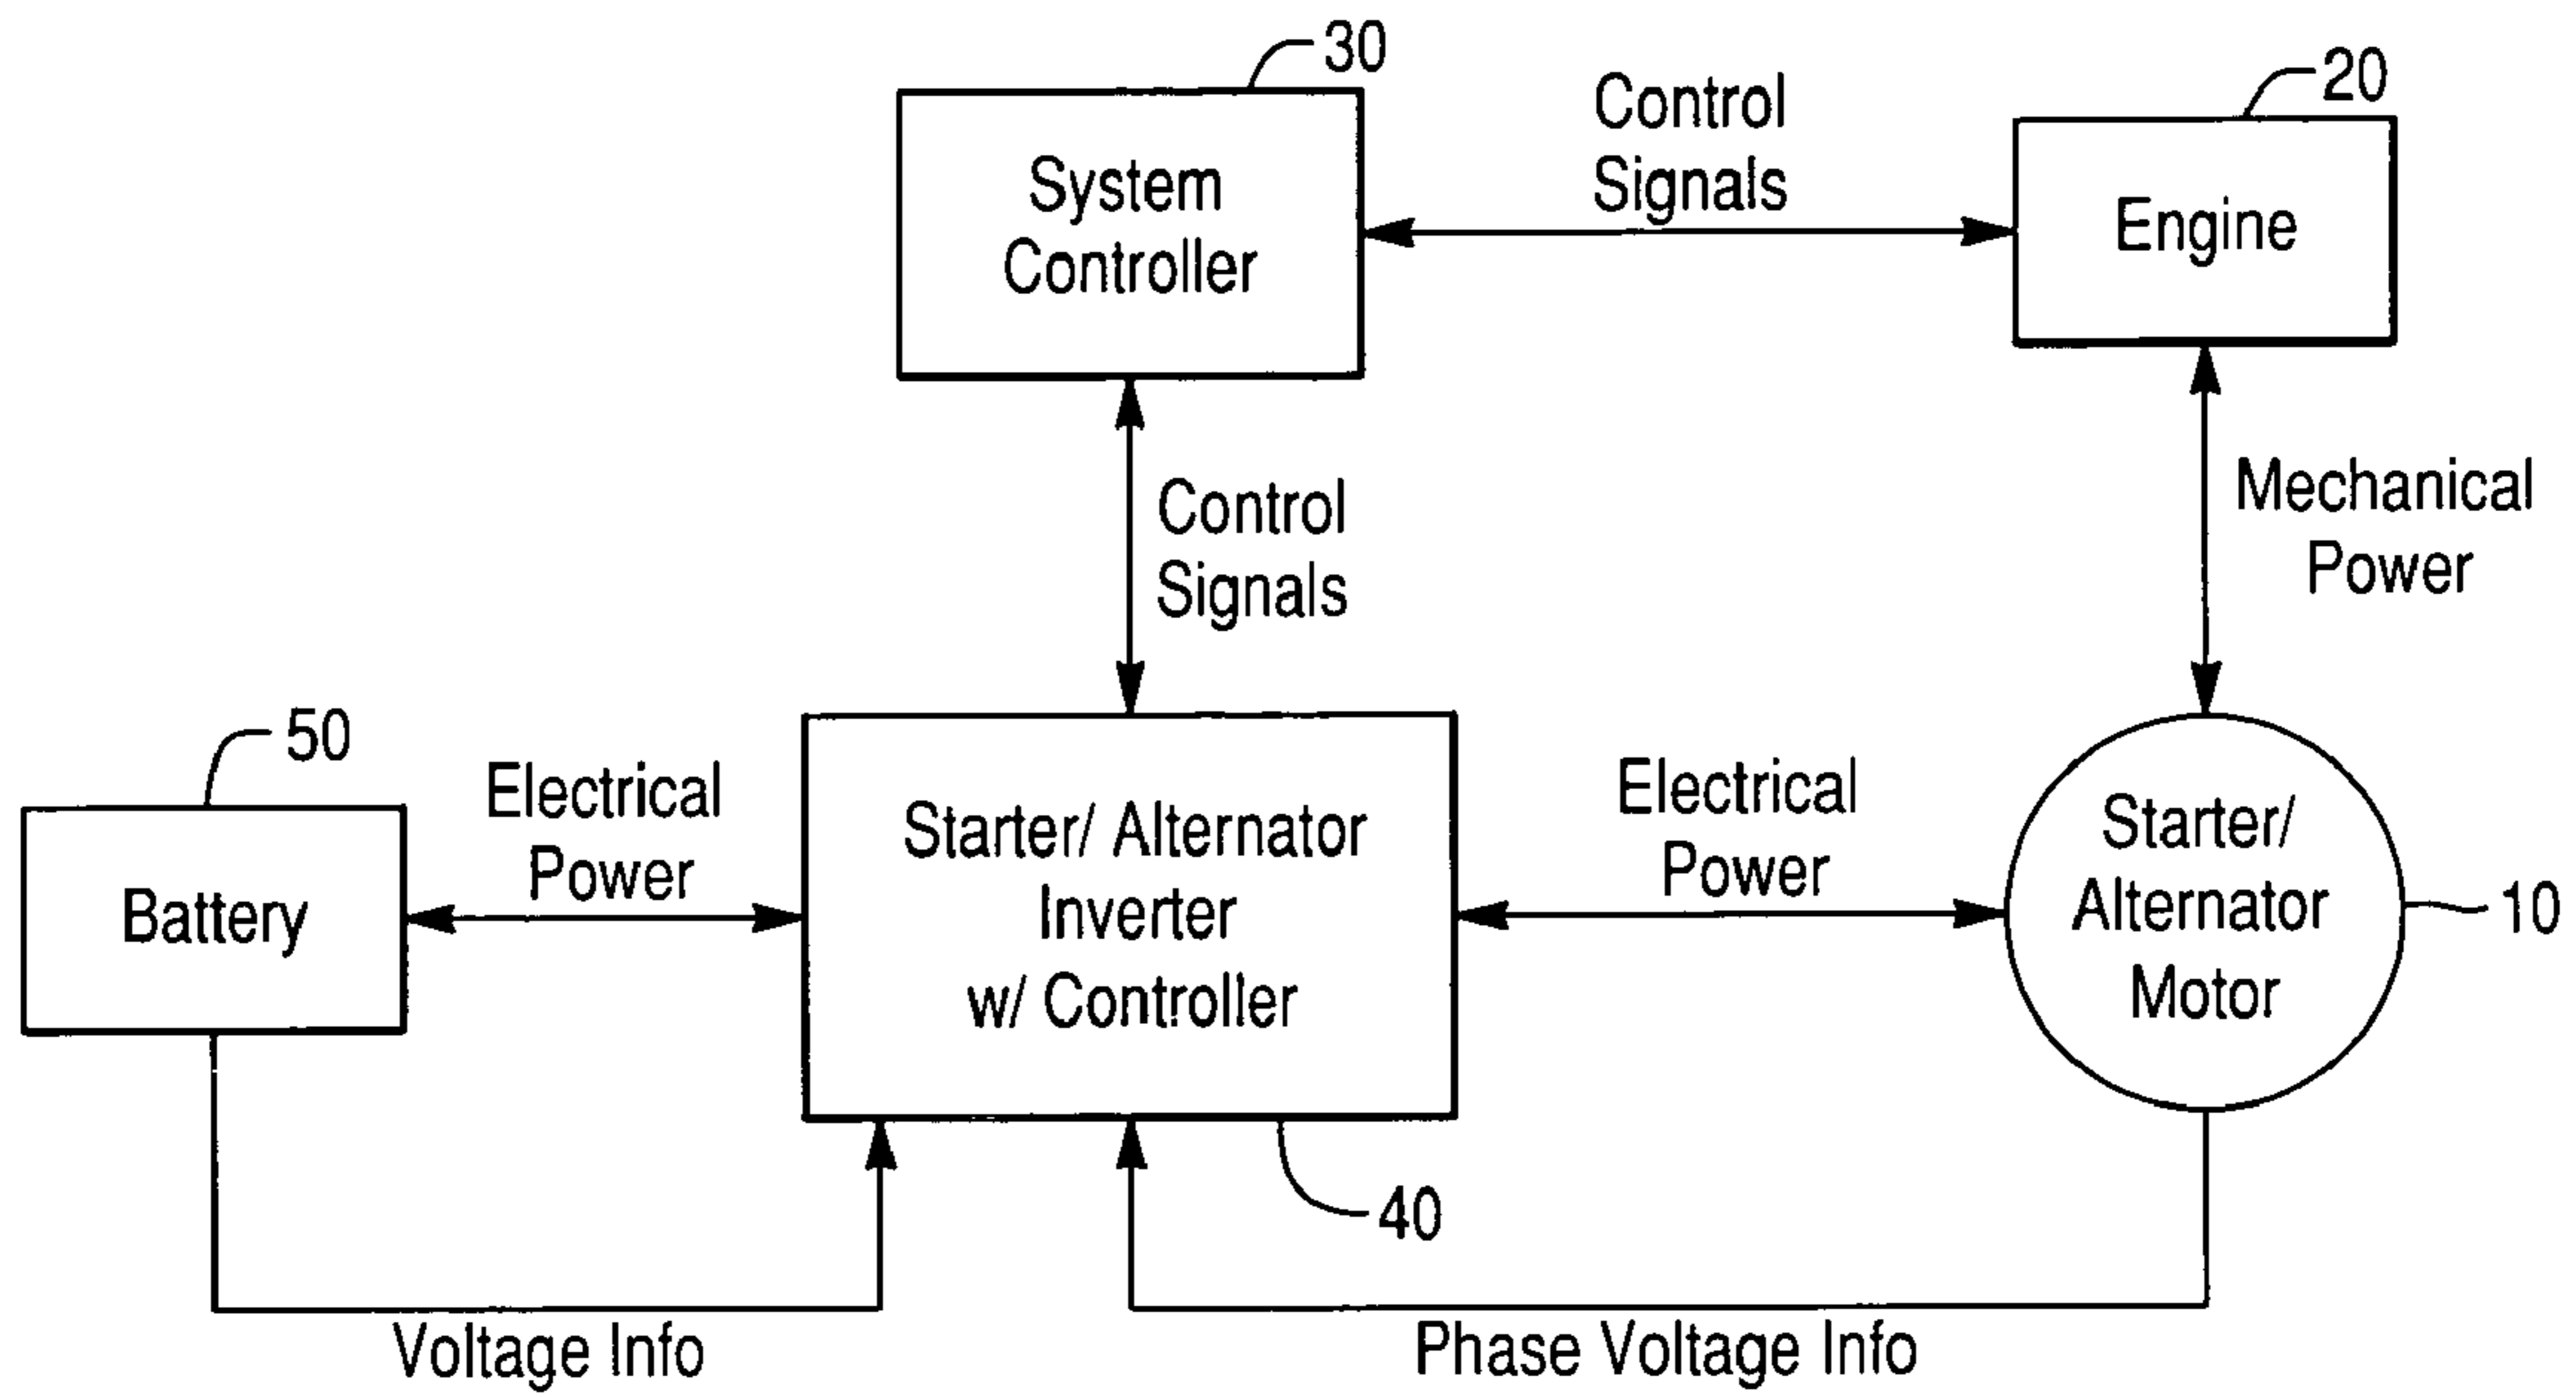 30
20
Control
Signals
System
Controller
Engine
Control
Signals
Mechanical
Power
50
Electrical
Power
Battery
Starter/ Alternator
Inverter
w/ Controller
Electrical
Power
Starter/
Alternator
Motor
10
40
Voltage Info
Phase Voltage Info